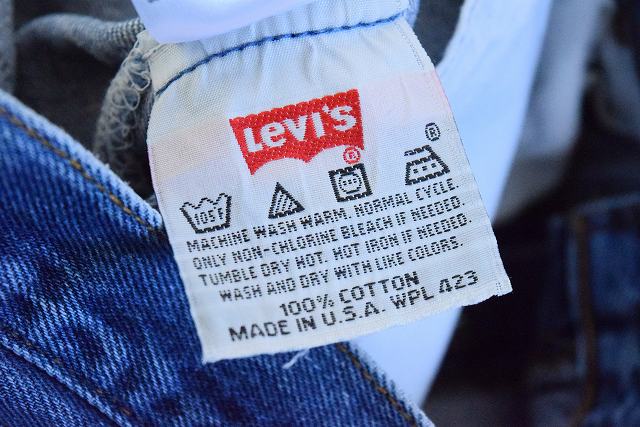 Levi's ®
®
105F
MACHINE WASH WARM. NORMAL CYCLE.
ONLY NON-CHLORINE BLEACH IF NEEDED.
TUMBLE DRY HOT. HOT IRON IF NEEDED.
WASH AND DRY WITH LIKE COLORS.
100% COTTON
MADE IN U.S.A. WPL 423